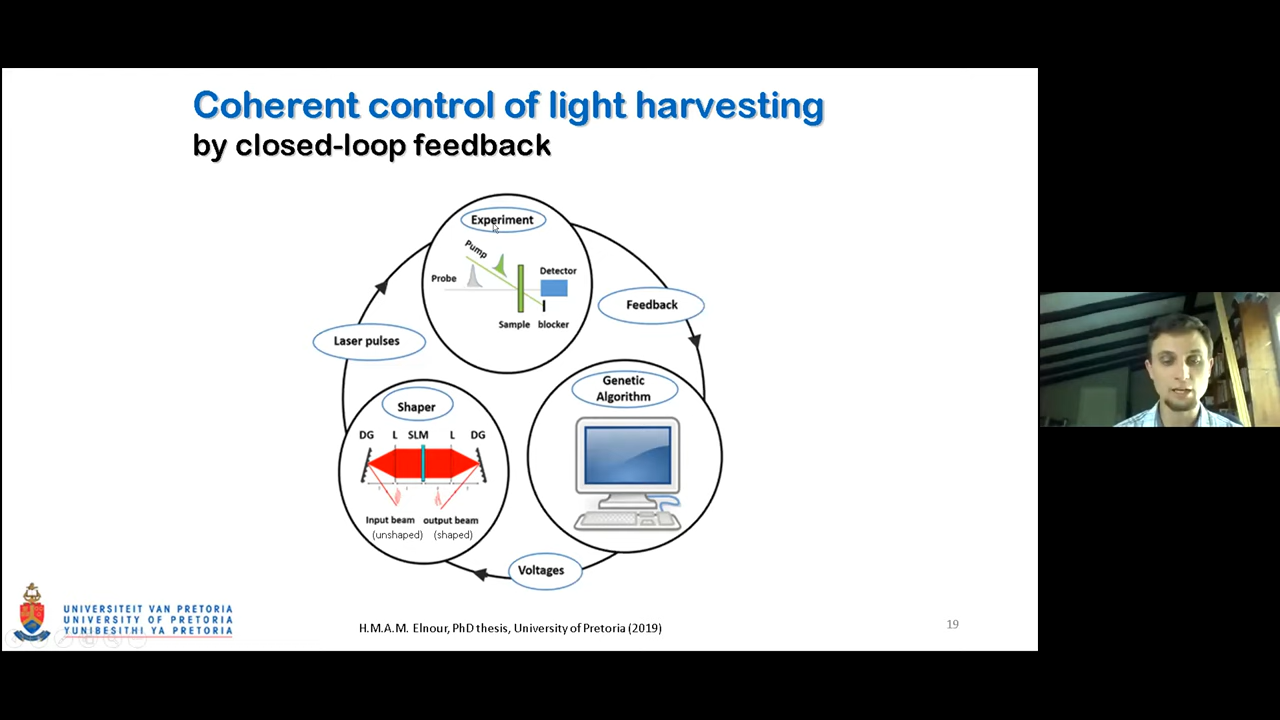 Coherent control of light harvesting
by closed-loop feedback
Experiment
Pump
Probe
Detector
Sample blocker
Feedback
Laser pulses
Genetic
Algorithm
Shaper
DG L SLM L DG
Input beam output beam
(unshaped) (shaped)
Voltages
UNIVERSITEIT VAN PRETORIA
UNIVERSITY OF PRETORIA
YUNIBESITHI YA PRETORIA
H.M.A.M. Elnour, PhD thesis, University of Pretoria (2019)
19